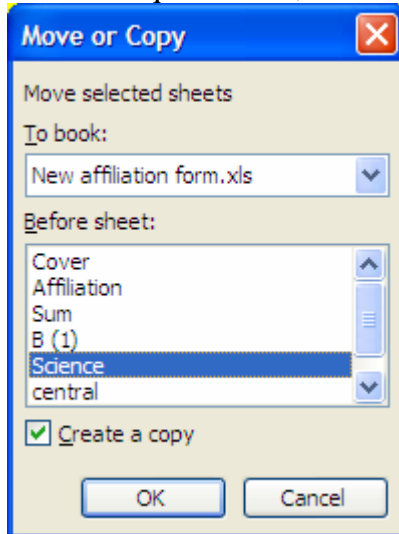 Move or Copy
Move selected sheets
To book:
New affiliation form.xls
Before sheet:
Cover
Affiliation
Sum
B (1)
Science
central
Create a copy
OK Cancel